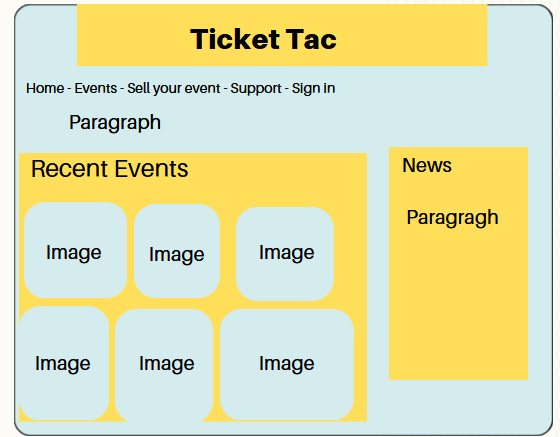 Ticket Tac
Home - Events - Sell your event - Support - Sign in
Paragraph
Recent Events
Image Image Image
Image Image Image
News
Paragragh